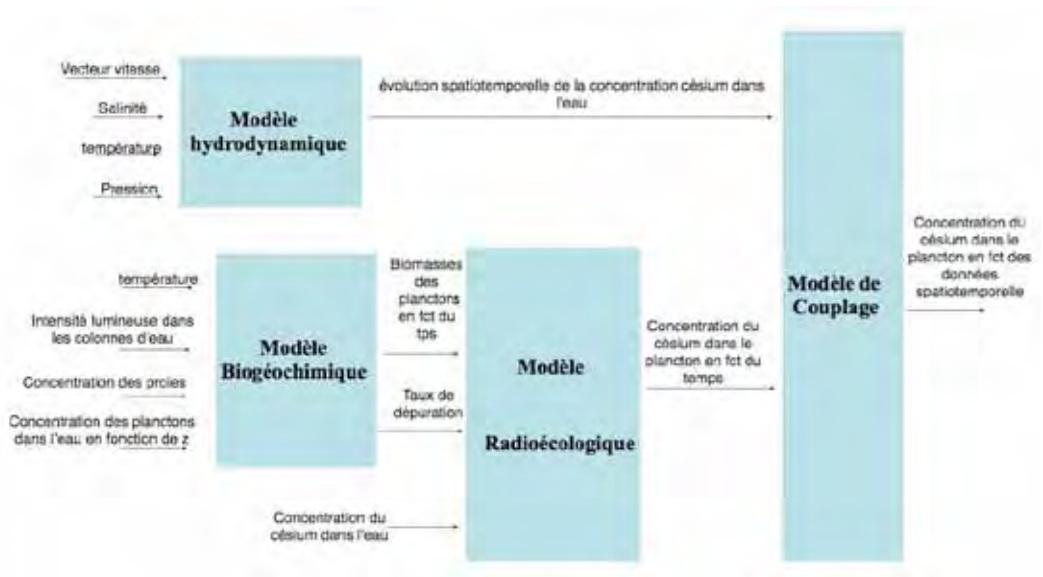 Vecteur vitesse
Salinité
température
Pression
Modèle
hydrodynamique
évolution spatiotemporelle de la concentration césium dans
l'eau
température
Intensité lumineuse dans
les colonnes d'eau
Concentration des proies
Concentration des planctons
dans l'eau en fonction de z
Modèle
Biogéochimique
Biomasses
des
planctons
en fct du
tps
Taux de
dépuration
Concentration du
césium dans l'eau
Modèle
Radioécologique
Concentration du
césium dans le
plancton en fct du
temps
Modèle de
Couplage
Concentration du
césium dans le
plancton en fct des
données
spatiotemporelle